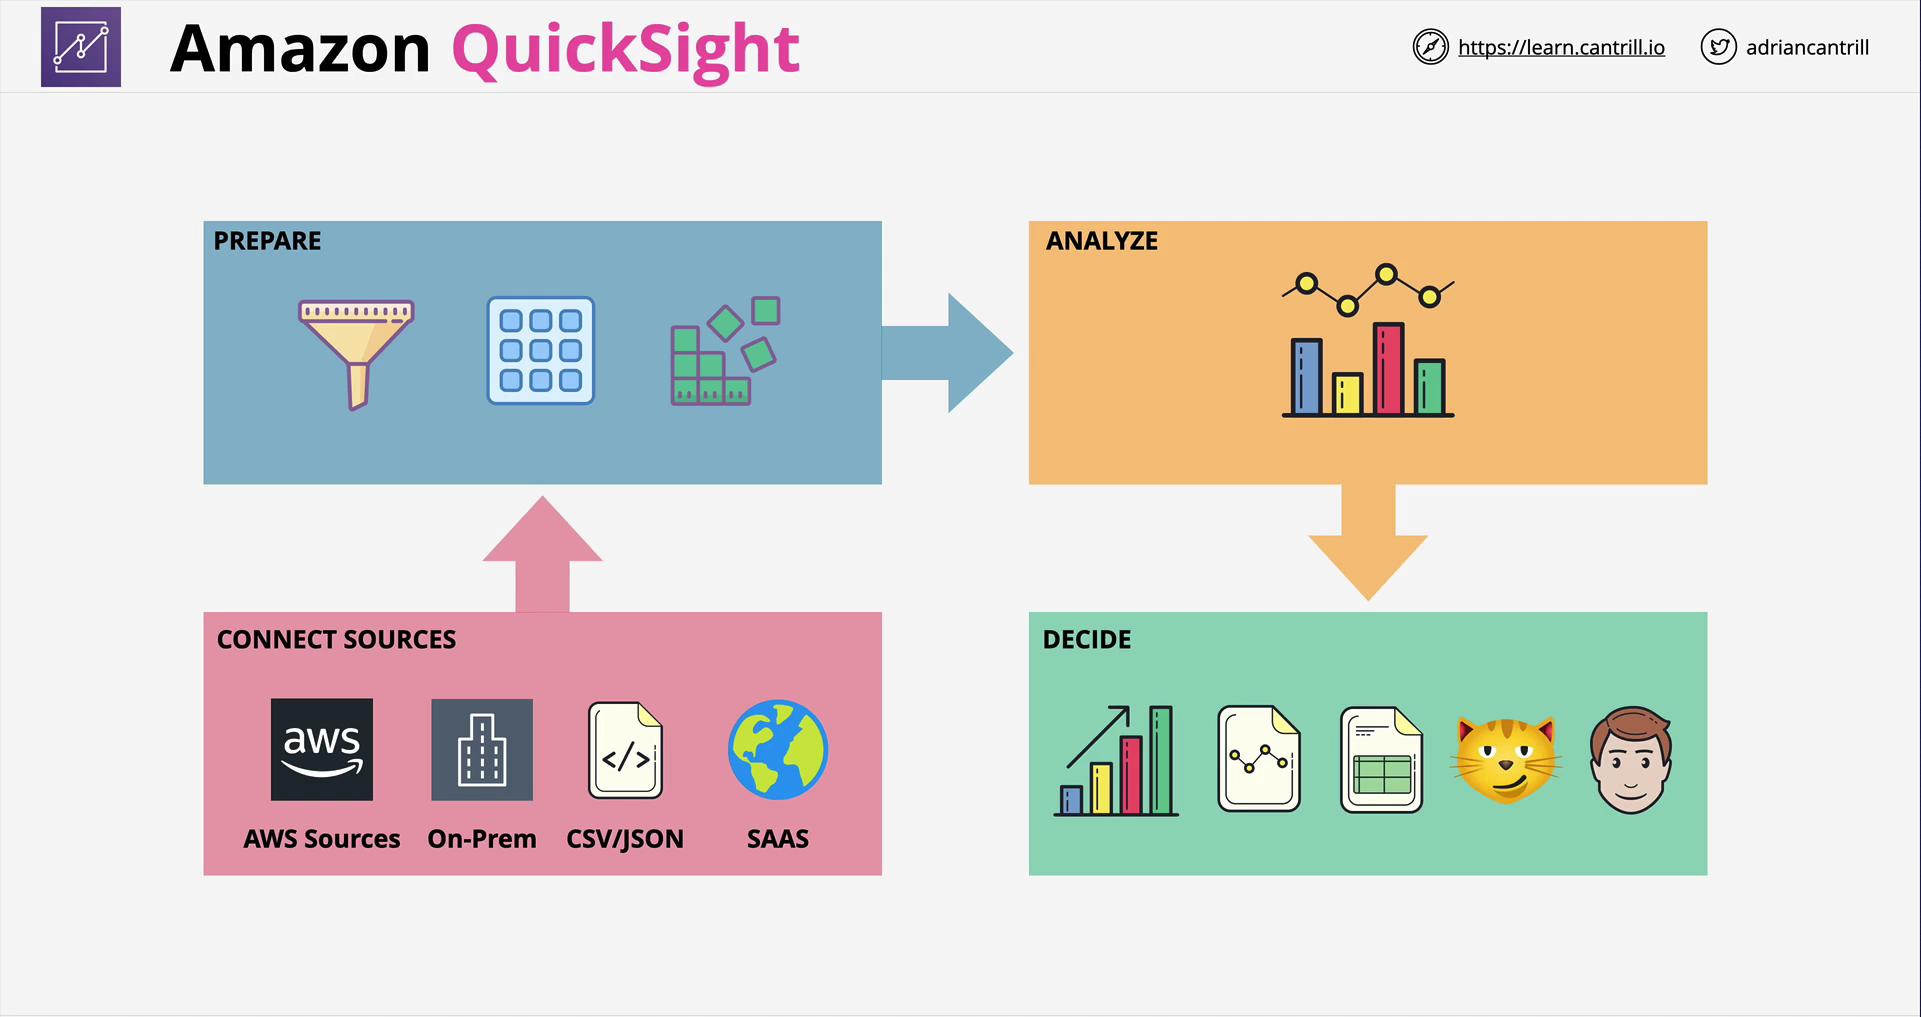 Amazon QuickSight
https://learn.cantrill.io
adriancantrill
PREPARE
ANALYZE
CONNECT SOURCES
aws
</>
AWS Sources
On-Prem
CSV/JSON
SAAS
DECIDE